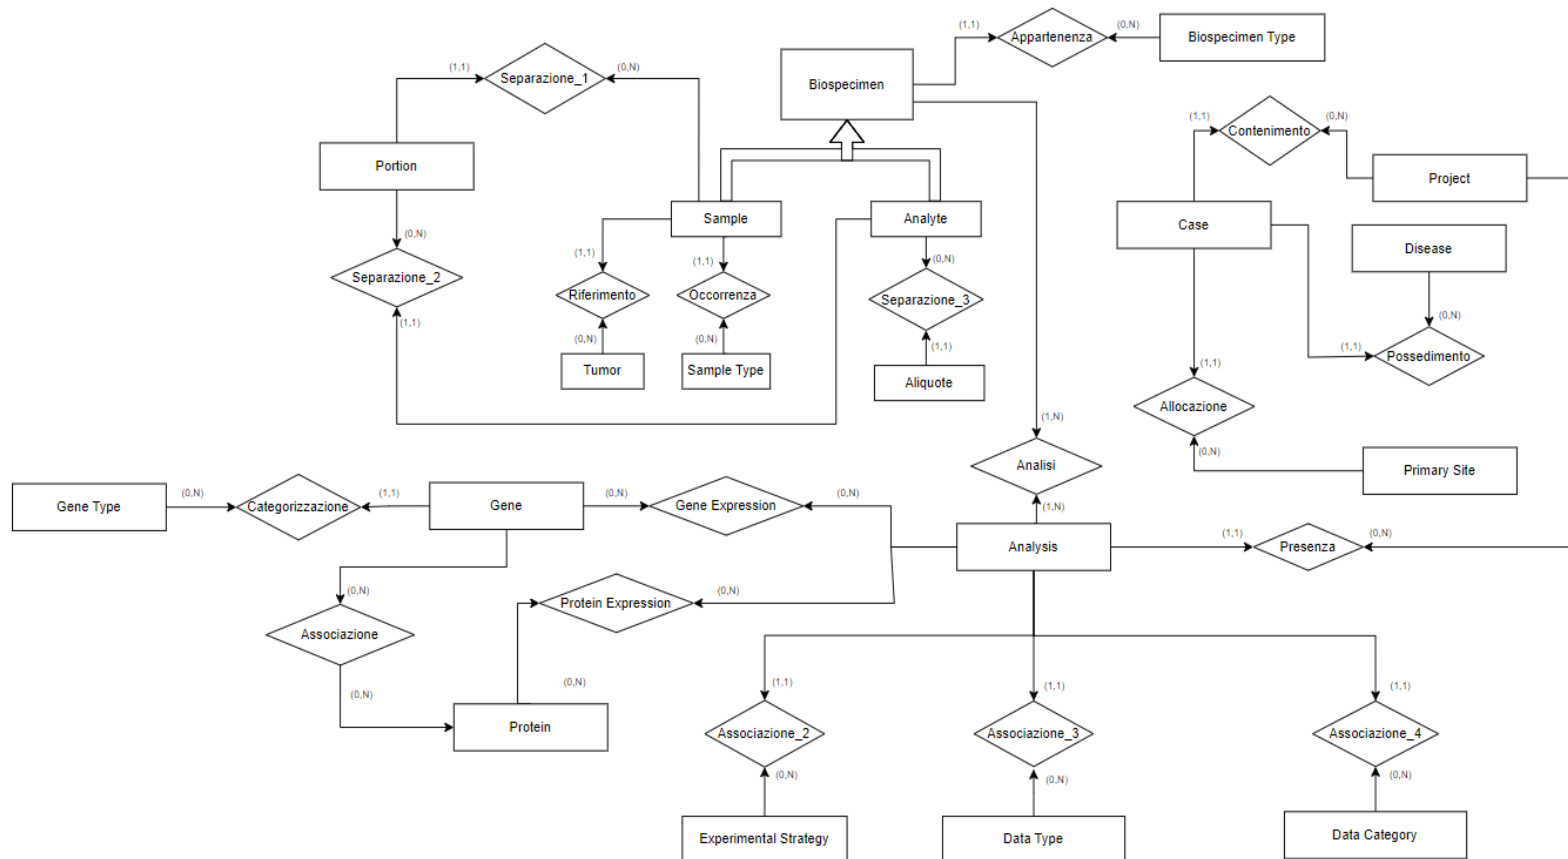 (1,1)
Appartenenza
(0,N)
Biospecimen Type
(1,1)
Separazione_1
(0,N)
Biospecimen
(1,1)
Contenimento
(0,N)
Portion
Project
Sample
Analyte
Case
Disease
(0,N)
Separazione_2
(1,1)
(1,1)
Riferimento
(0,N)
Tumor
(1,1)
Occorrenza
(0,N)
Sample Type
(0,N)
Separazione_3
(1,1)
Aliquote
(0,N)
(1,1)
Possedimento
(1,1)
Allocazione
(0,N)
Primary Site
(1,N)
Analisi
(1,N)
Gene Type
(0,N)
Categorizzazione
(1,1)
Gene
(0,N)
Gene Expression
(0,N)
Analysis
(1,1)
Presenza
(0,N)
(0,N)
Associazione
(0,N)
Protein Expression
(0,N)
(0,N)
Protein
(1,1)
Associazione_2
(0,N)
Experimental Strategy
(1,1)
Associazione_3
(0,N)
Data Type
(1,1)
Associazione_4
(0,N)
Data Category